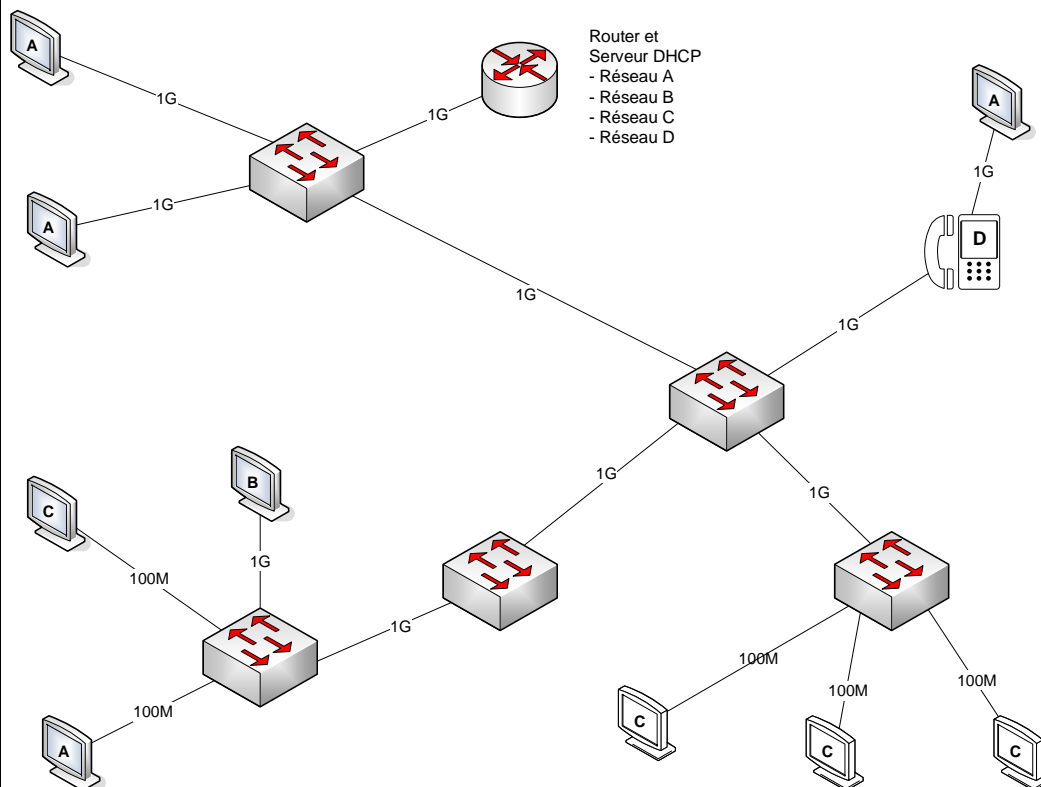 A
1G
1G
Router et
Serveur DHCP
- Réseau A
- Réseau B
- Réseau C
- Réseau D
A
1G
A
1G
D
1G
1G
1G
1G
B
C
1G
100M
1G
100M
A
100M
100M
100M
C
C
C